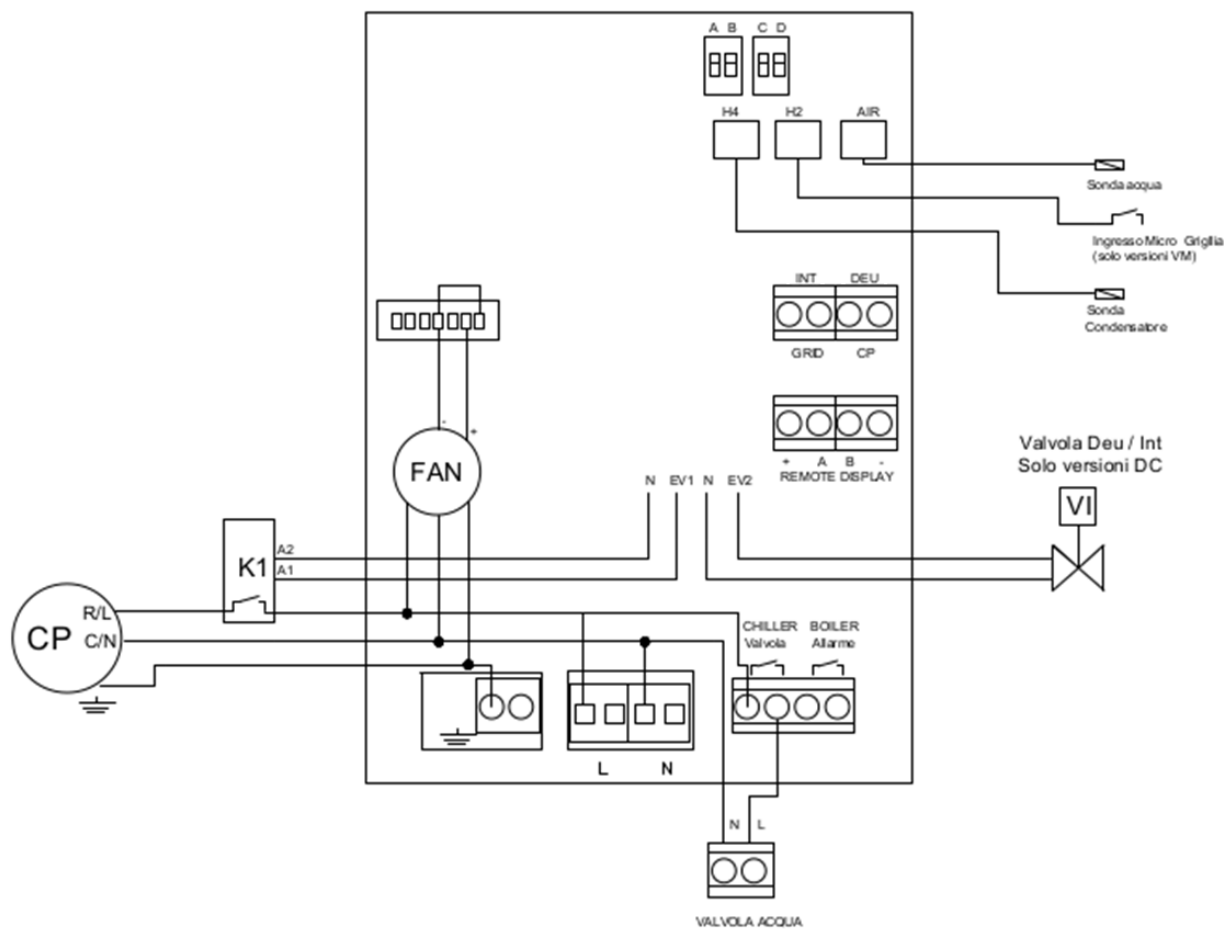 A B C D
H4 H2 AIR
Sonda acqua
Ingresso Micro Griglia
(solo versioni VM)
Sonda
Condensatore
INT DEU
GRID CP
+ A B -
REMOTE DISPLAY
- +
FAN
Valvola Deu / Int
Solo versioni DC
VI
N EV1 N EV2
K1
A2
A1
CP
R/L
C/N
CHILLER BOILER
Valvola Allarme
L N
N L
VALVOLA ACQUA